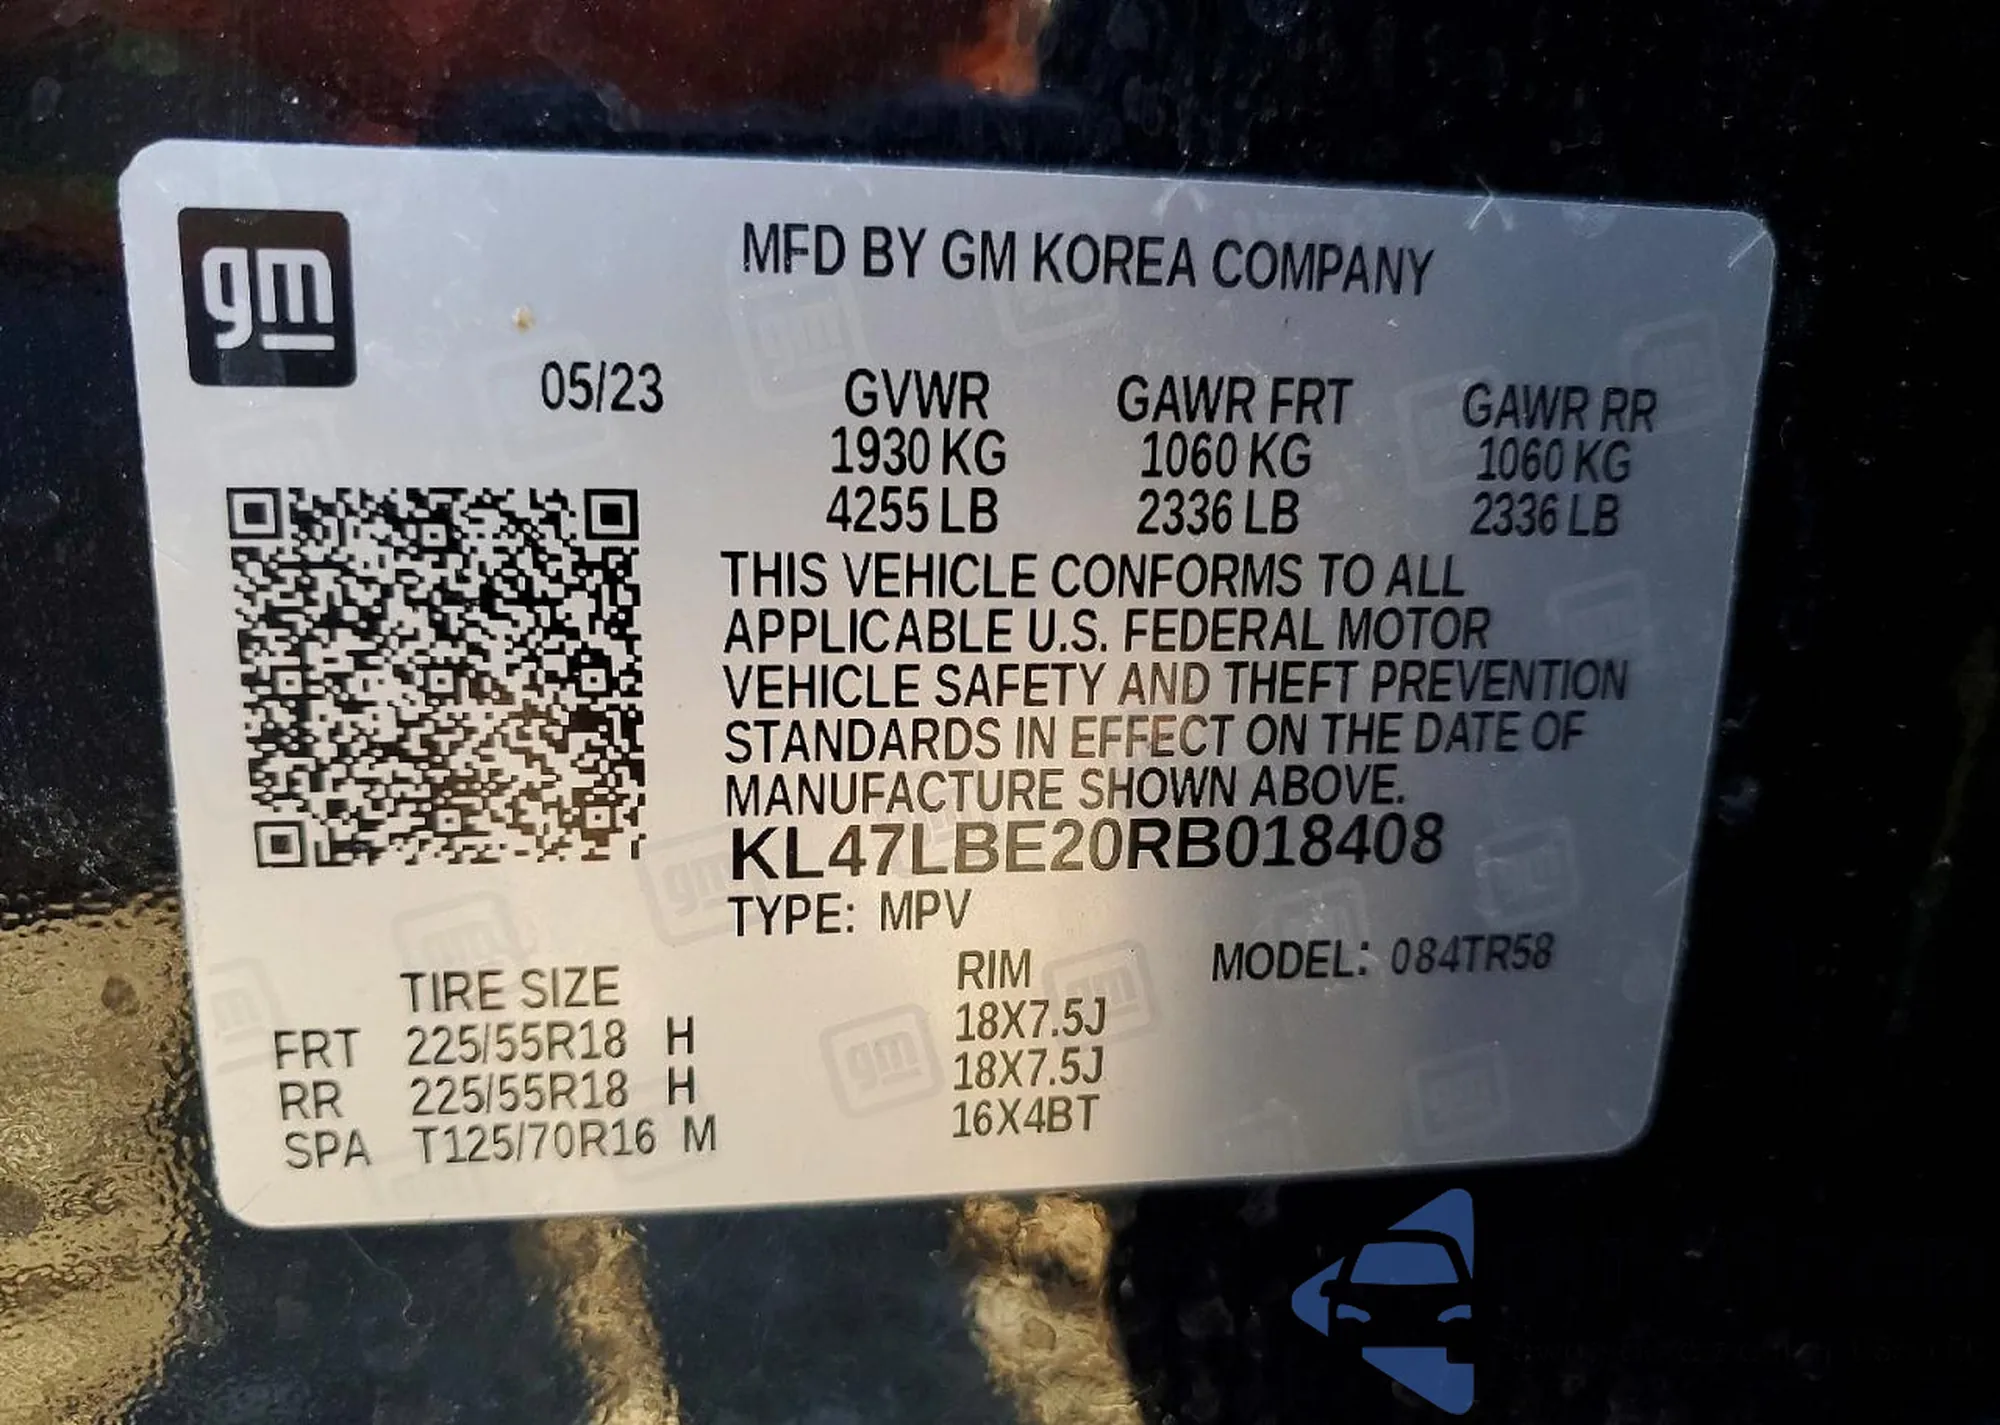 gm
MFD BY GM KOREA COMPANY
05/23
GVWR GAWR FRT GAWR RR
1930 KG 1060 KG 1060 KG
4255 LB 2336 LB 2336 LB
THIS VEHICLE CONFORMS TO ALL
APPLICABLE U.S. FEDERAL MOTOR
VEHICLE SAFETY AND THEFT PREVENTION
STANDARDS IN EFFECT ON THE DATE OF
MANUFACTURE SHOWN ABOVE.
KL47LBE20RB018408
TYPE: MPV
MODEL: 084TR58
TIRE SIZE RIM
FRT 225/55R18 H 18X7.5J
RR 225/55R18 H 18X7.5J
SPA T125/70R16 M 16X4BT